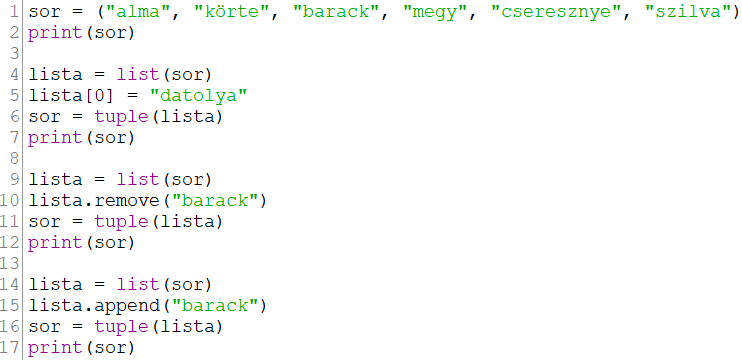 1 sor = ("alma", "körte", "barack", "megy", "cseresznye", "szilva")
2 print(sor)
3
4 lista = list(sor)
5 lista[0] = "datolya"
6 sor = tuple(lista)
7 print(sor)
8
9 lista = list(sor)
10 lista.remove("barack")
11 sor = tuple(lista)
12 print(sor)
13
14 lista = list(sor)
15 lista.append("barack")
16 sor = tuple(lista)
17 print(sor)